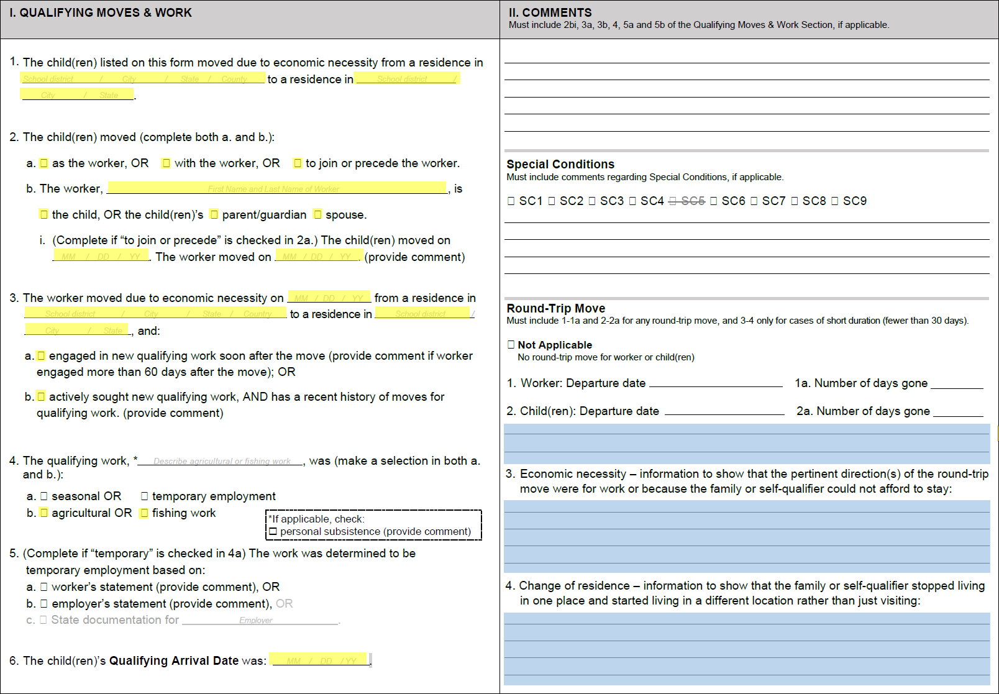 I. QUALIFYING MOVES & WORK
1. The child(ren) listed on this form moved due to economic necessity from a residence in
School district / City / State / County to a residence in School district /
City / State .
2. The child(ren) moved (complete both a. and b.):
a. ☐ as the worker, OR ☐ with the worker, OR ☐ to join or precede the worker.
b. The worker, First Name and Last Name of Worker, is
☐ the child, OR the child(ren)’s ☐ parent/guardian ☐ spouse.
i. (Complete if “to join or precede” is checked in 2a.) The child(ren) moved on
MM / DD / YY. The worker moved on MM / DD / YY. (provide comment)
3. The worker moved due to economic necessity on MM / DD / YY from a residence in
School district / City / State / Country to a residence in School district /
City / State, and:
a. ☐ engaged in new qualifying work soon after the move (provide comment if worker
engaged more than 60 days after the move); OR
b. ☐ actively sought new qualifying work, AND has a recent history of moves for
qualifying work. (provide comment)
4. The qualifying work, * Describe agricultural or fishing work, was (make a selection in both a.
and b.):
a. ☐ seasonal OR ☐ temporary employment
b. ☐ agricultural OR ☐ fishing work
*If applicable, check:
☐ personal subsistence (provide comment)
5. (Complete if “temporary” is checked in 4a) The work was determined to be
temporary employment based on:
a. ☐ worker’s statement (provide comment), OR
b. ☐ employer’s statement (provide comment), OR
c. ☐ State documentation for Employer.
6. The child(ren)’s Qualifying Arrival Date was: MM / DD / YY.
II. COMMENTS
Must include 2bi, 3a, 3b, 4, 5a and 5b of the Qualifying Moves & Work Section, if applicable.
Special Conditions
Must include comments regarding Special Conditions, if applicable.
☐ SC1 ☐ SC2 ☐ SC3 ☐ SC4 ☐ SC5 ☐ SC6 ☐ SC7 ☐ SC8 ☐ SC9
Round-Trip Move
Must include 1-1a and 2-2a for any round-trip move, and 3-4 only for cases of short duration (fewer than 30 days).
☐ Not Applicable
No round-trip move for worker or child(ren)
1. Worker: Departure date 1a. Number of days gone
2. Child(ren): Departure date 2a. Number of days gone
3. Economic necessity – information to show that the pertinent direction(s) of the round-trip
move were for work or because the family or self-qualifier could not afford to stay:
4. Change of residence – information to show that the family or self-qualifier stopped living
in one place and started living in a different location rather than just visiting: